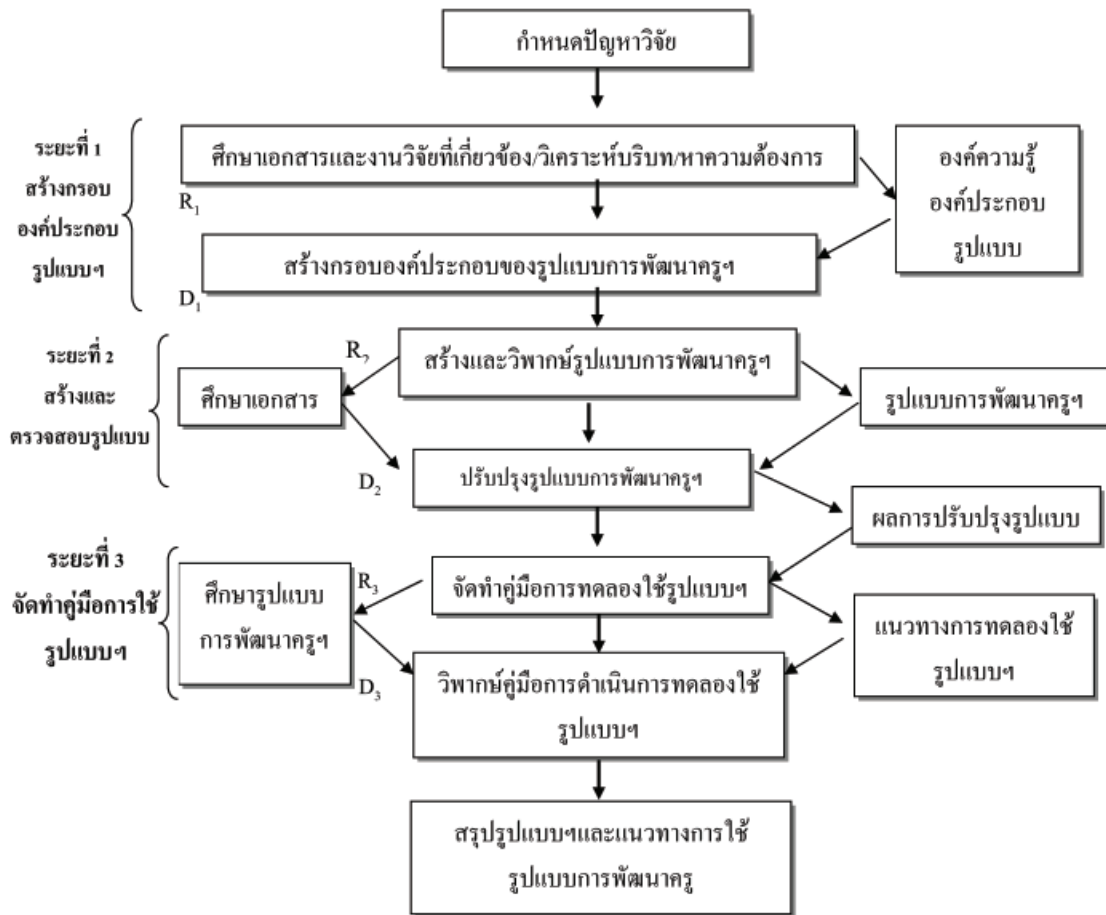 กำหนดปัญหาวิจัย
ระยะที่ 1
สร้างกรอบ
องค์ประกอบ
รูปแบบฯ
ศึกษาเอกสารและงานวิจัยที่เกี่ยวข้อง/วิเคราะห์บริบท/หาความต้องการ
R₁
องค์ความรู้
องค์ประกอบ
รูปแบบ
สร้างกรอบองค์ประกอบของรูปแบบการพัฒนาครูฯ
D₁
ระยะที่ 2
สร้างและ
ตรวจสอบรูปแบบ
R₂
สร้างและวิพากษ์รูปแบบการพัฒนาครูฯ
ศึกษาเอกสาร
รูปแบบการพัฒนาครูฯ
D₂
ปรับปรุงรูปแบบการพัฒนาครูฯ
ผลการปรับปรุงรูปแบบ
ระยะที่ 3
จัดทำคู่มือการใช้
รูปแบบฯ
ศึกษารูปแบบ
การพัฒนาครูฯ
R₃
จัดทำคู่มือการทดลองใช้รูปแบบฯ
แนวทางการทดลองใช้
รูปแบบฯ
D₃
วิพากษ์คู่มือการดำเนินการทดลองใช้
รูปแบบฯ
สรุปรูปแบบฯและแนวทางการใช้
รูปแบบการพัฒนาครู